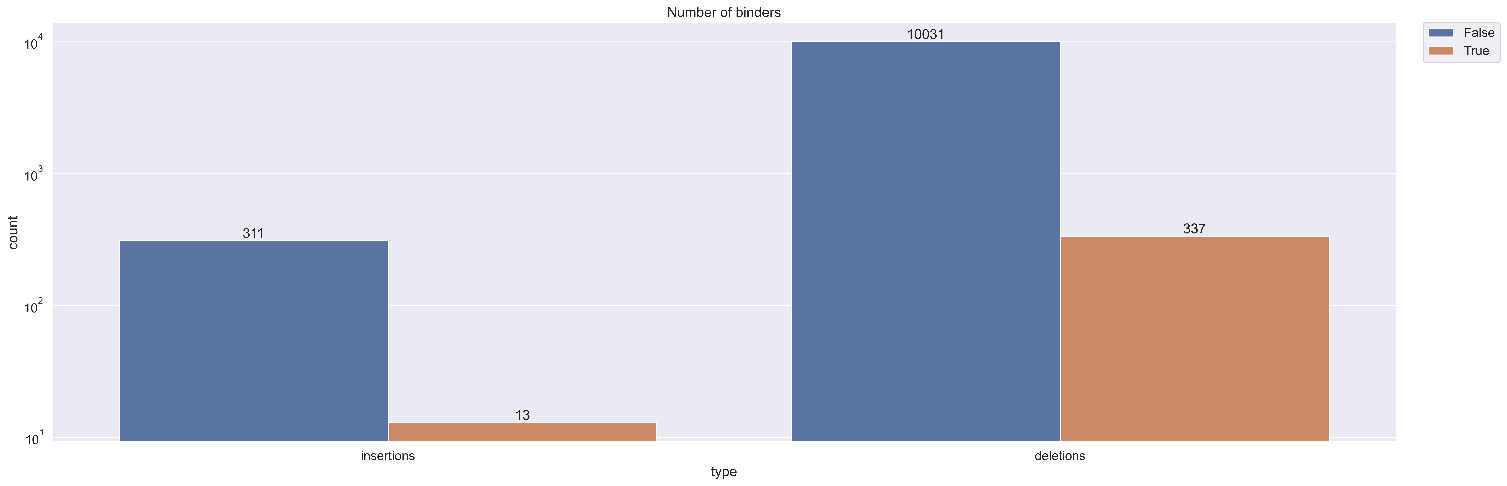 Number of binders
False
True
10^4
10^3
10^2
10^1
count
311
13
10031
337
insertions
deletions
type